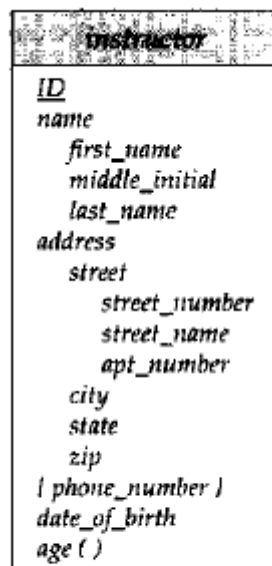 instructor
ID
name
first_name
middle_initial
last_name
address
street
street_number
street_name
apt_number
city
state
zip
{ phone_number }
date_of_birth
age ( )